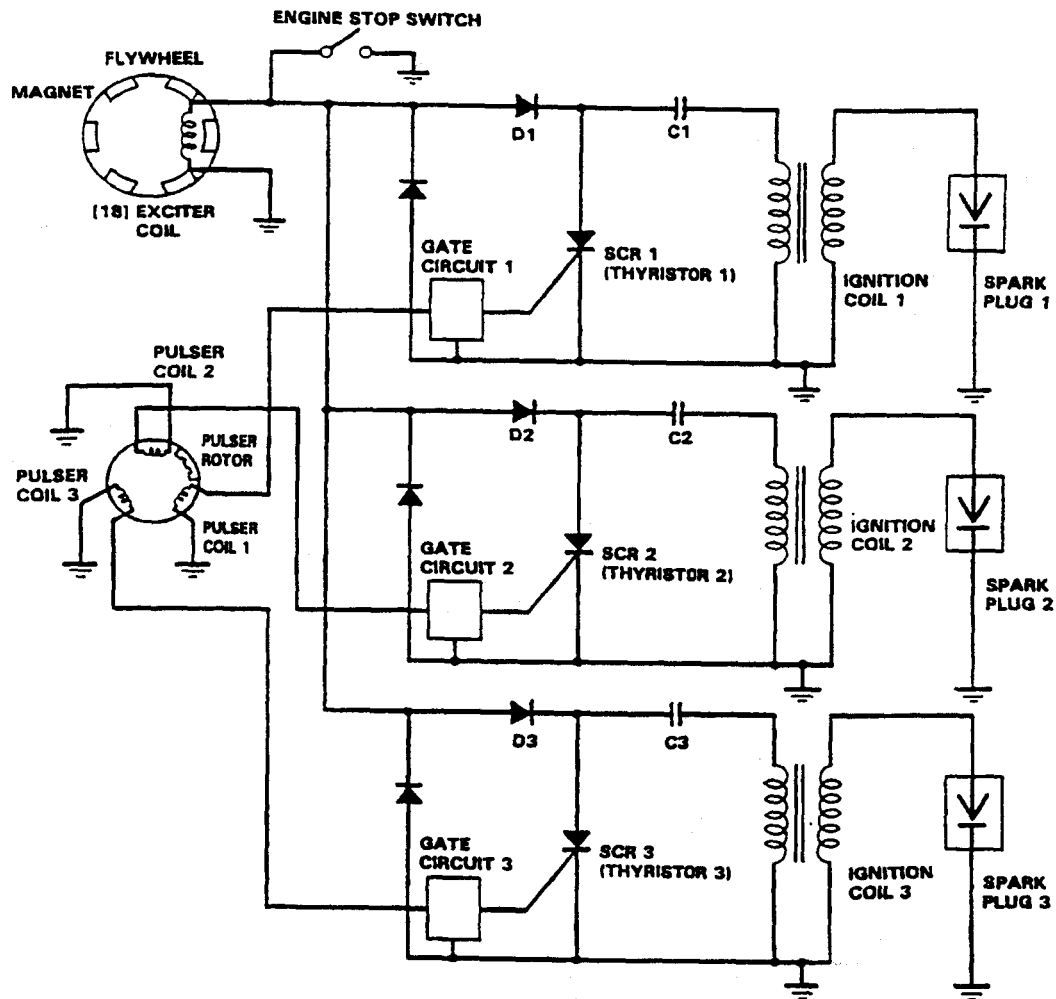 ENGINE STOP SWITCH
FLYWHEEL
MAGNET
[18] EXCITER
COIL
D1
C1
GATE
CIRCUIT 1
SCR 1
(THYRISTOR 1)
IGNITION
COIL 1
SPARK
PLUG 1
PULSER
COIL 2
PULSER
ROTOR
PULSER
COIL 3
PULSER
COIL 1
D2
C2
GATE
CIRCUIT 2
SCR 2
(THYRISTOR 2)
IGNITION
COIL 2
SPARK
PLUG 2
D3
C3
GATE
CIRCUIT 3
SCR 3
(THYRISTOR 3)
IGNITION
COIL 3
SPARK
PLUG 3